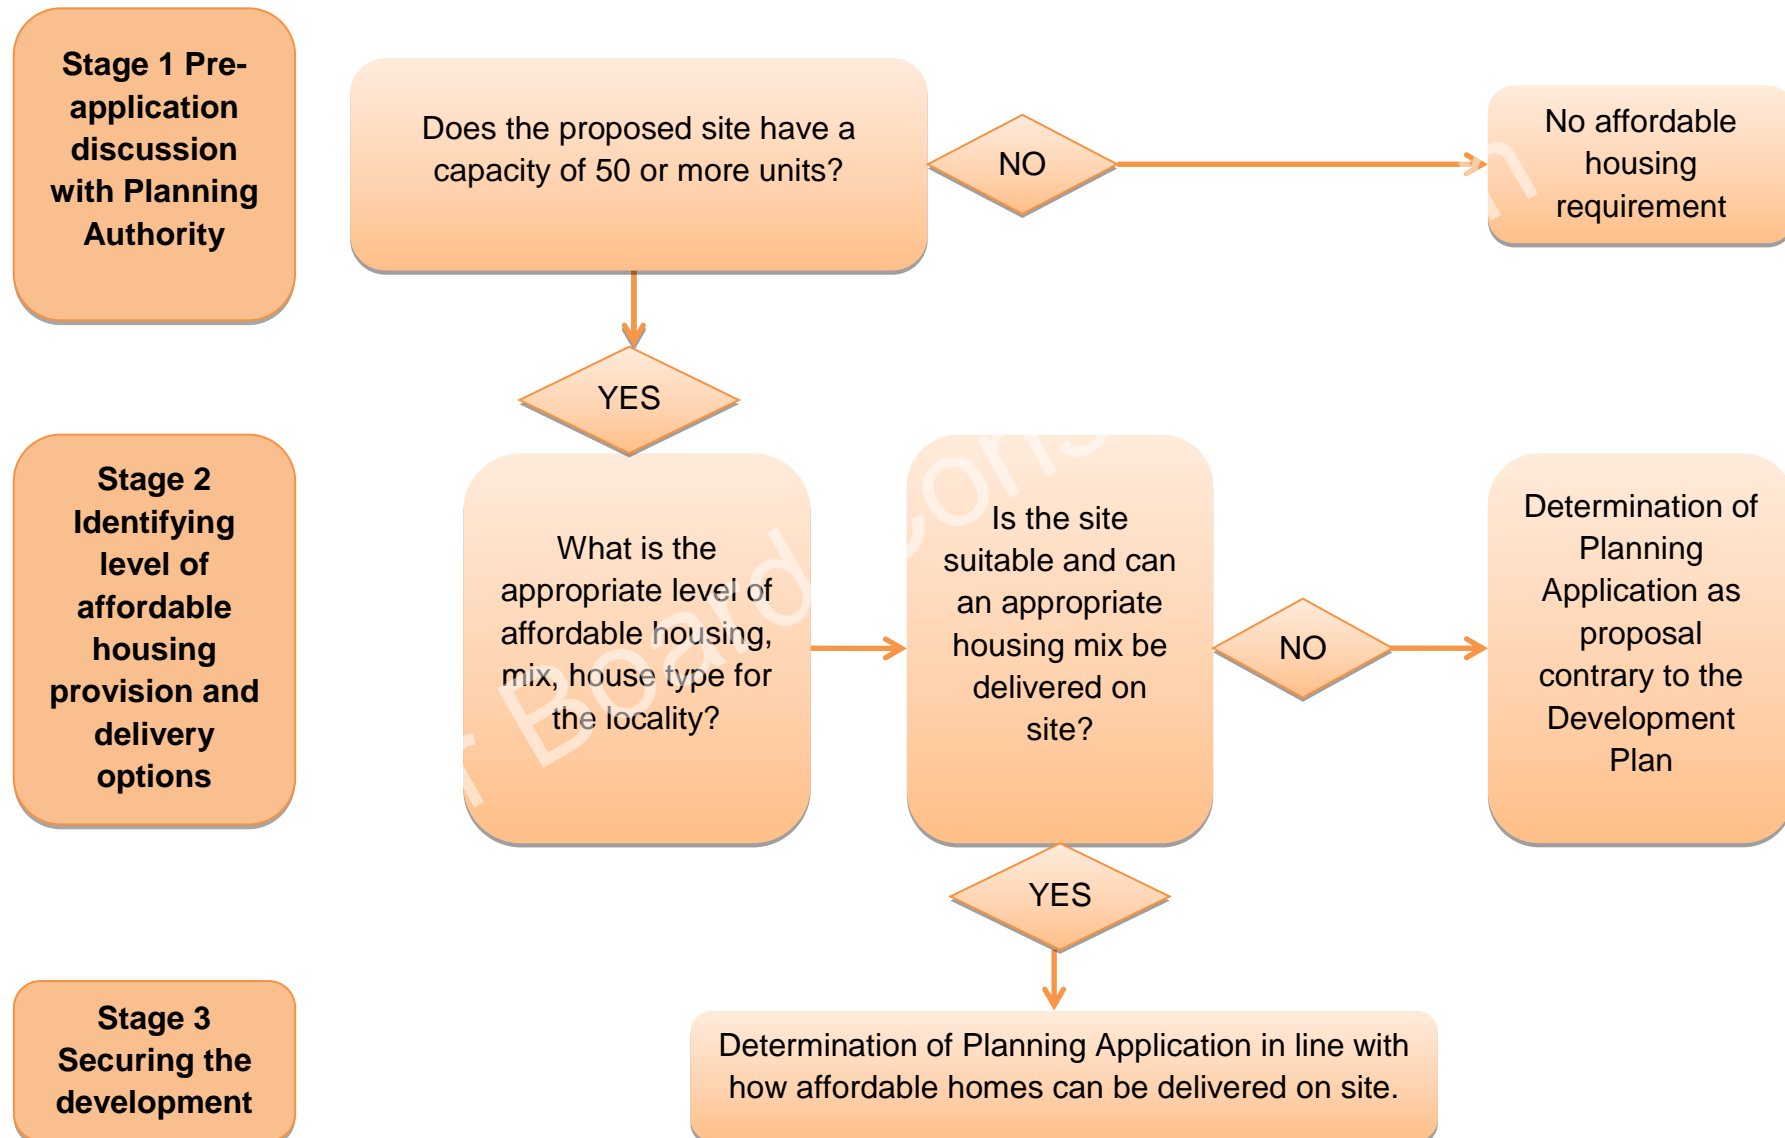 Stage 1 Pre-
application
discussion
with Planning
Authority
Does the proposed site have a
capacity of 50 or more units?
NO
No affordable
housing
requirement
YES
Stage 2
Identifying
level of
affordable
housing
provision and
delivery
options
What is the
appropriate level of
affordable housing,
mix, house type for
the locality?
Is the site
suitable and can
an appropriate
housing mix be
delivered on
site?
NO
Determination of
Planning
Application as
proposal
contrary to the
Development
Plan
YES
Stage 3
Securing the
development
Determination of Planning Application in line with
how affordable homes can be delivered on site.
Board